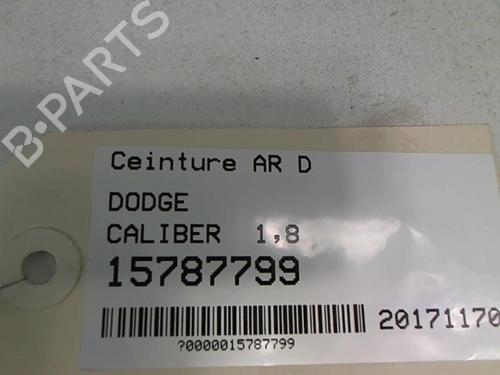 B-PARTS
Ceinture AR D
DODGE
CALIBER 1,8
15787799
20171170
?0000015787799